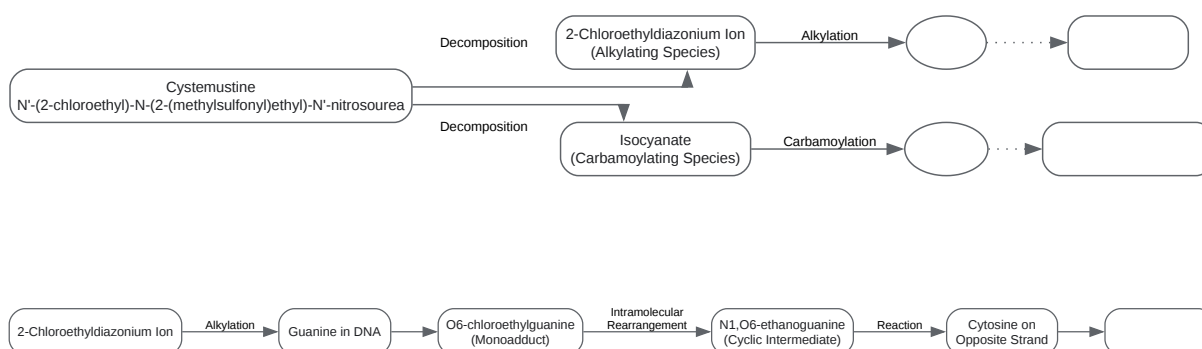 2-Chloroethyldiazonium Ion
(Alkylating Species)
Decomposition
Alkylation
Cystemustine
N'-(2-chloroethyl)-N-(2-(methylsulfonyl)ethyl)-N'-nitrosourea
Decomposition
Isocyanate
(Carbamoylating Species)
Carbamoylation
2-Chloroethyldiazonium Ion
Alkylation
Guanine in DNA
O6-chloroethylguanine
(Monoadduct)
Intramolecular
Rearrangement
N1,O6-ethanoguanine
(Cyclic Intermediate)
Reaction
Cytosine on
Opposite Strand